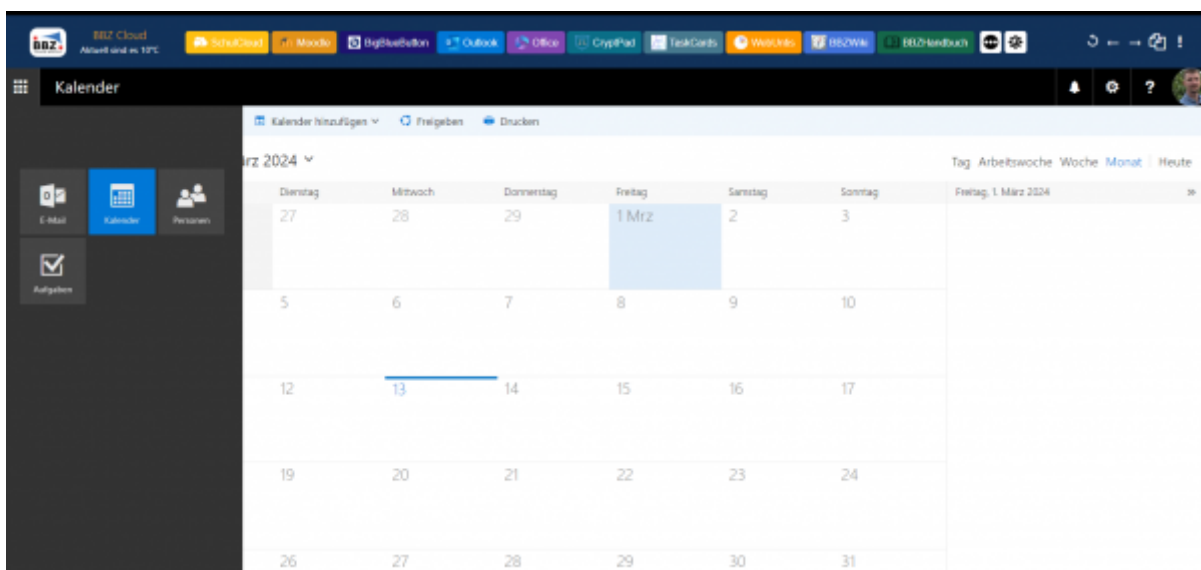 BBZ.
BBZ Cloud
Aktuell sind es 10°C
SchulCloud Moodle BigBlueButton Outlook Office CryptPad TaskCards WebUntis BBZWiki BBZHandbuch
Kalender
?
Kalender hinzufügen Freigeben Drucken
irz 2024
Tag Arbeitswoche Woche Monat Heute
Dienstag Mittwoch Donnerstag Freitag Samstag Sonntag Freitag, 1. März 2024
E-Mail Kalender Personen
Aufgaben
27 28 29 1 Mrz 2 3
5 6 7 8 9 10
12 13 14 15 16 17
19 20 21 22 23 24
26 27 28 29 30 31